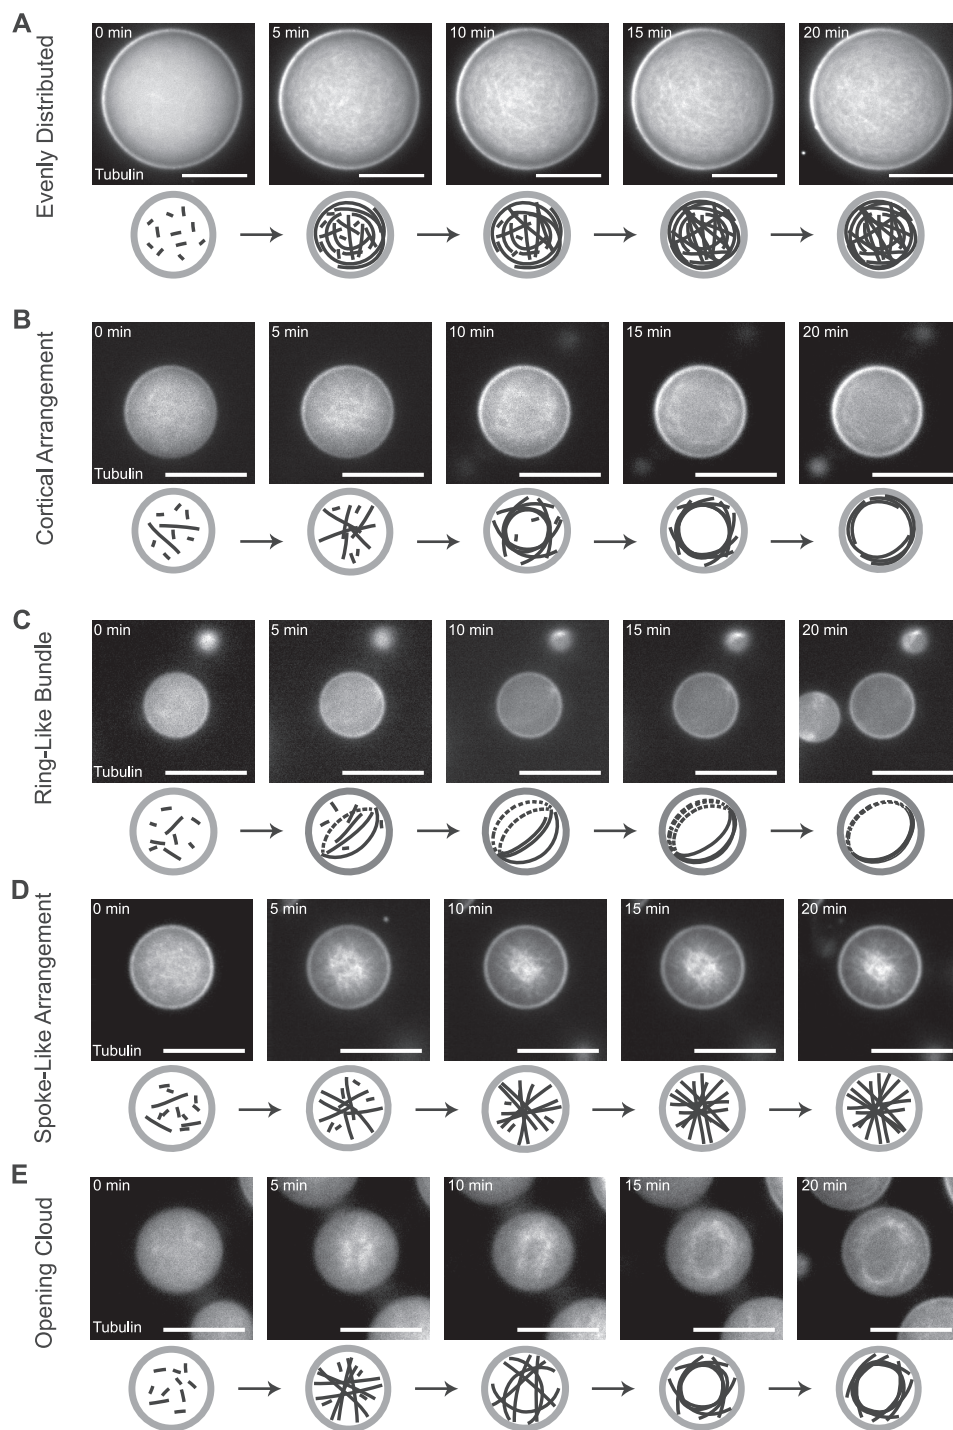 A
Evenly Distributed
0 min
5 min
10 min
15 min
20 min
Tubulin
B
Cortical Arrangement
0 min
5 min
10 min
15 min
20 min
Tubulin
C
Ring-Like Bundle
0 min
5 min
10 min
15 min
20 min
Tubulin
D
Spoke-Like Arrangement
0 min
5 min
10 min
15 min
20 min
Tubulin
E
Opening Cloud
0 min
5 min
10 min
15 min
20 min
Tubulin